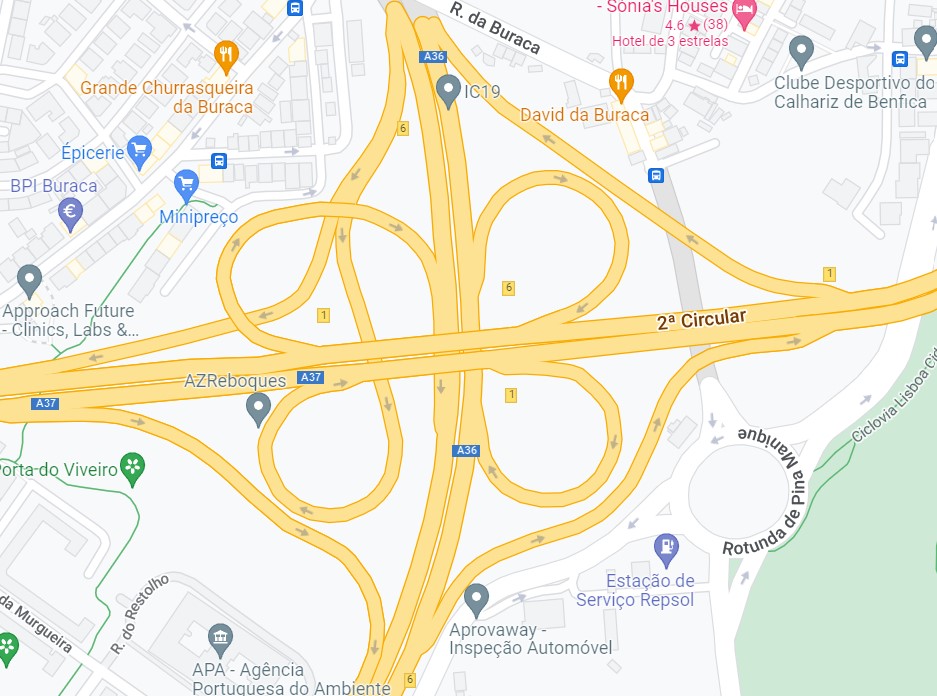 R. da Buraca
- Sónia's Houses
4.6 ★ (38)
Hotel de 3 estrelas
A36
IC19
Grande Churrasqueira
da Buraca
David da Buraca
Clube Desportivo do
Calhariz de Benfica
6
Épicerie
BPI Buraca
€
Minipreço
1
6
1
Approach Future
- Clinics, Labs &...
2ª Circular
AZReboques
A37
A37
1
A36
Ciclovia Lisboa Cid
Rotunda de Pina Manique
Porta do Viveiro
Estação de
Serviço Repsol
R. do Restolho
da Murgueira
Aprovaway -
Inspeção Automóvel
APA - Agência
Portuguesa do Ambiente
6